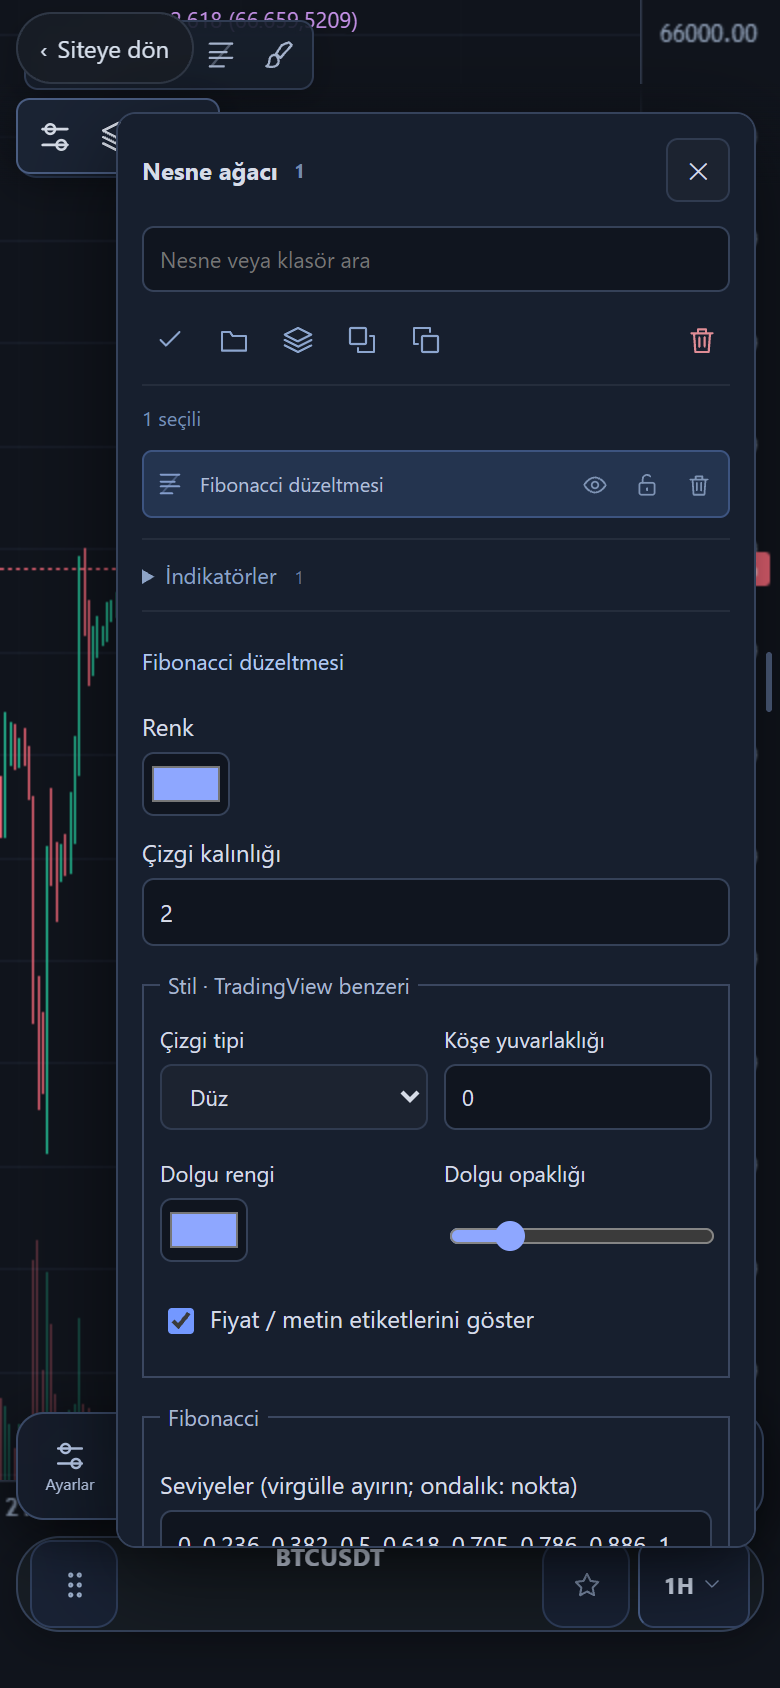 2.618 (66.659,5209)
66000.00
‹ Siteye dön
Nesne ağacı 1
Nesne veya klasör ara
1 seçili
Fibonacci düzeltmesi
İndikatörler 1
Fibonacci düzeltmesi
Renk
Çizgi kalınlığı
2
Stil · TradingView benzeri
Çizgi tipi
Köşe yuvarlaklığı
Düz
0
Dolgu rengi
Dolgu opaklığı
Fiyat / metin etiketlerini göster
Fibonacci
Ayarlar
Seviyeler (virgülle ayırın; ondalık: nokta)
0, 0.236, 0.382, 0.5, 0.618, 0.705, 0.786, 0.886, 1
BTCUSDT
1H